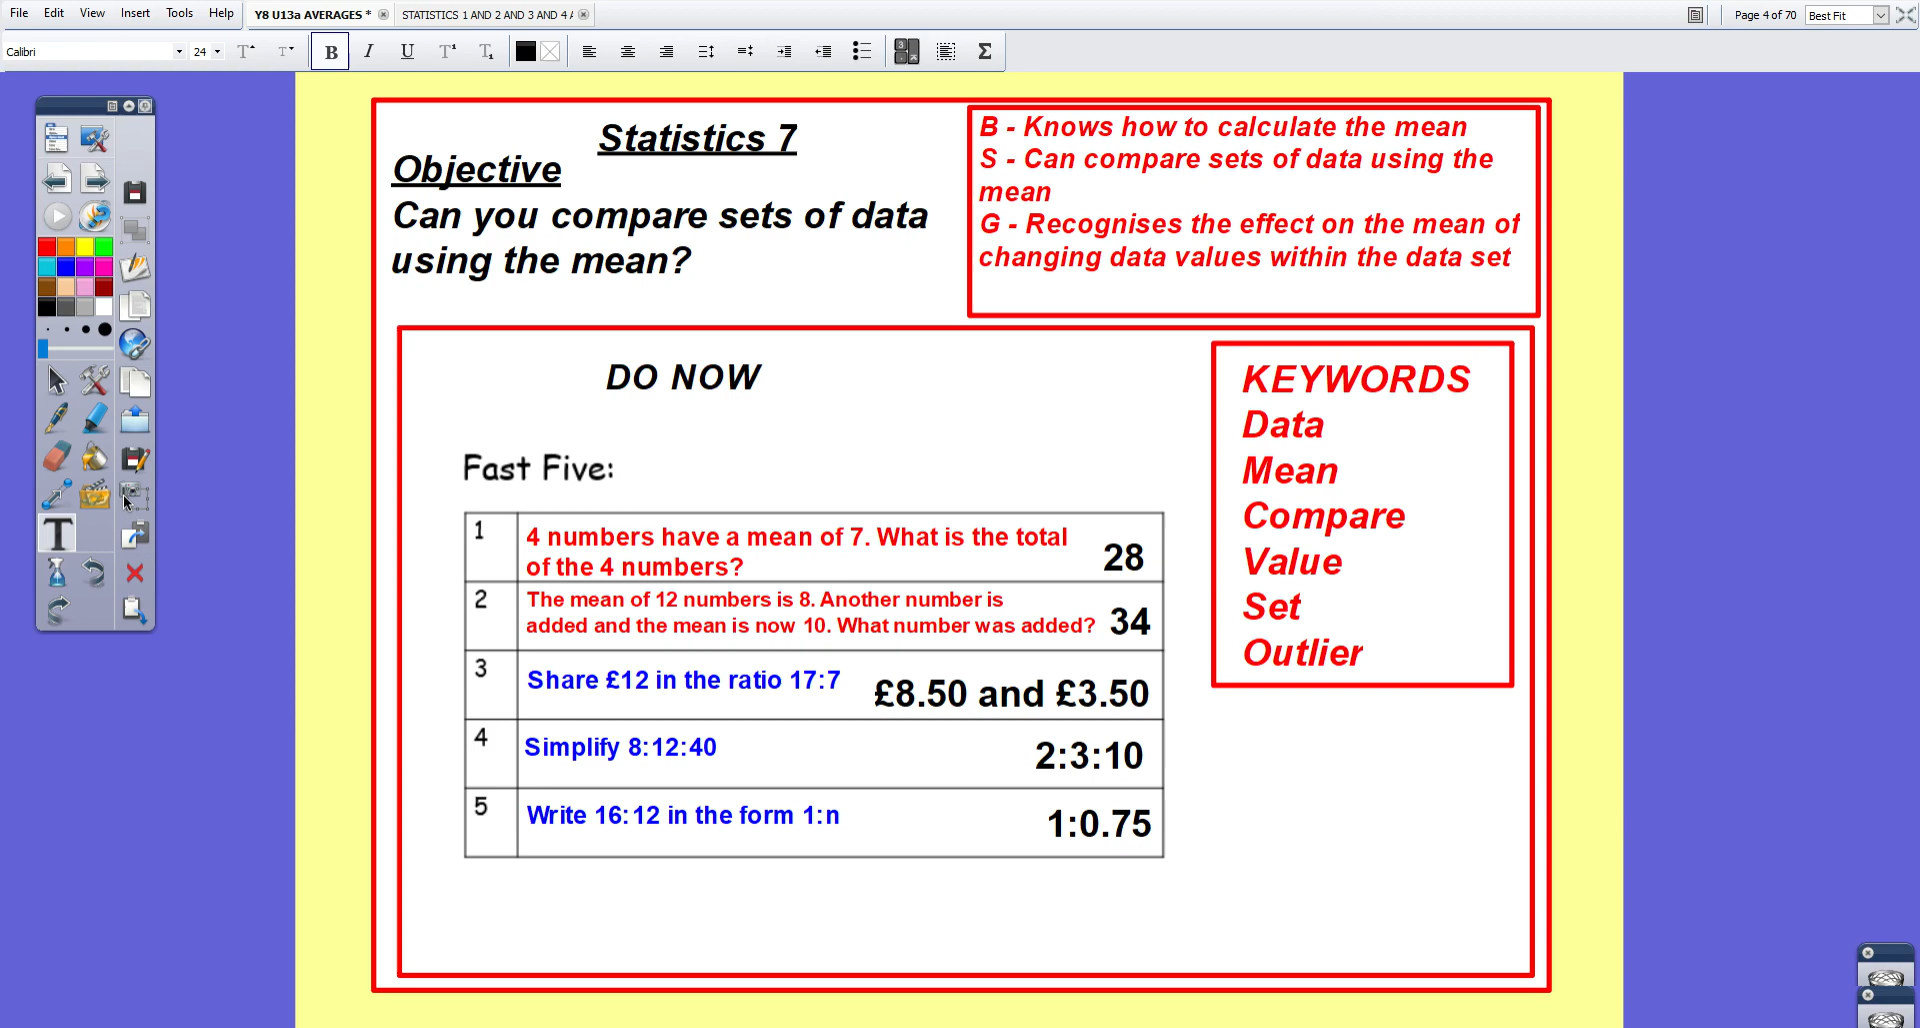 File Edit View Insert Tools Help
Y8 U13a AVERAGES *
STATISTICS 1 AND 2 AND 3 AND 4 A
Page 4 of 70
Best Fit
Calibri
24
Statistics 7
Objective
Can you compare sets of data
using the mean?
B - Knows how to calculate the mean
S - Can compare sets of data using the
mean
G - Recognises the effect on the mean of
changing data values within the data set
DO NOW
Fast Five:
1
4 numbers have a mean of 7. What is the total
of the 4 numbers?
28
2
The mean of 12 numbers is 8. Another number is
added and the mean is now 10. What number was added?
34
3
Share £12 in the ratio 17:7
£8.50 and £3.50
4
Simplify 8:12:40
2:3:10
5
Write 16:12 in the form 1:n
1:0.75
KEYWORDS
Data
Mean
Compare
Value
Set
Outlier